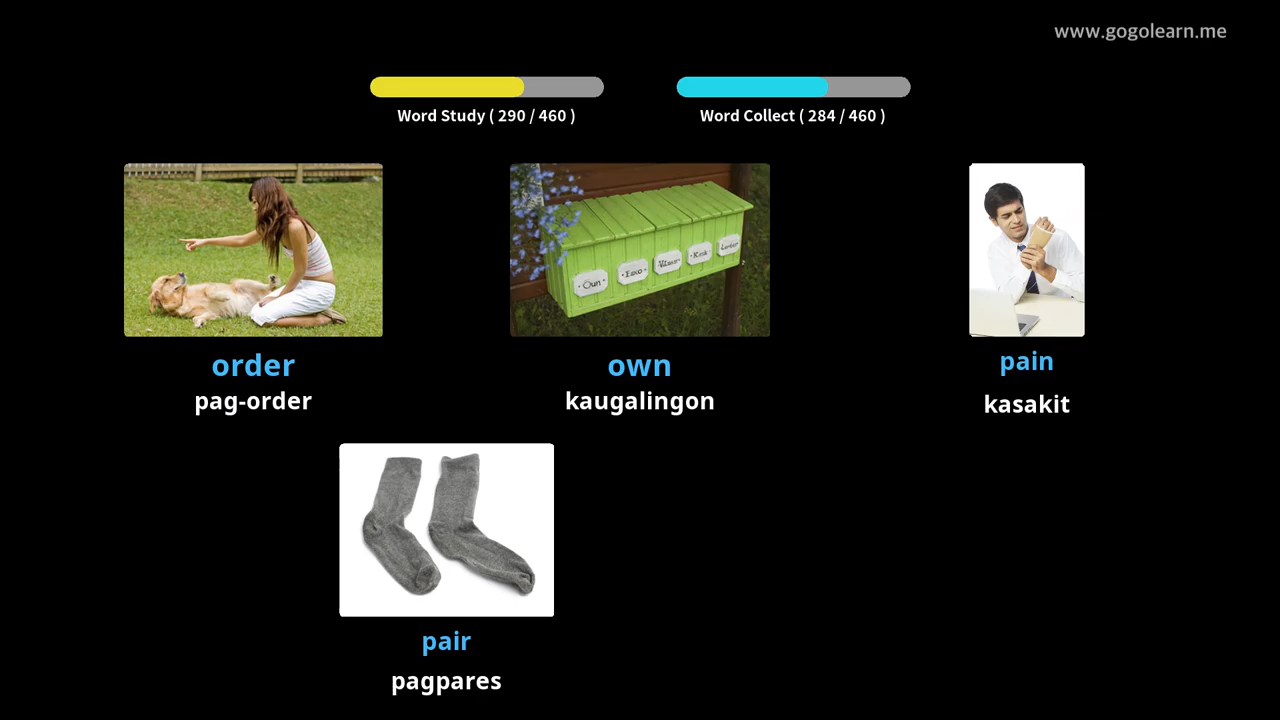 www.gogolearn.me
Word Study ( 290 / 460 )
Word Collect ( 284 / 460 )
order
pag-order
own
kaugalingon
pain
kasakit
pair
pagpares